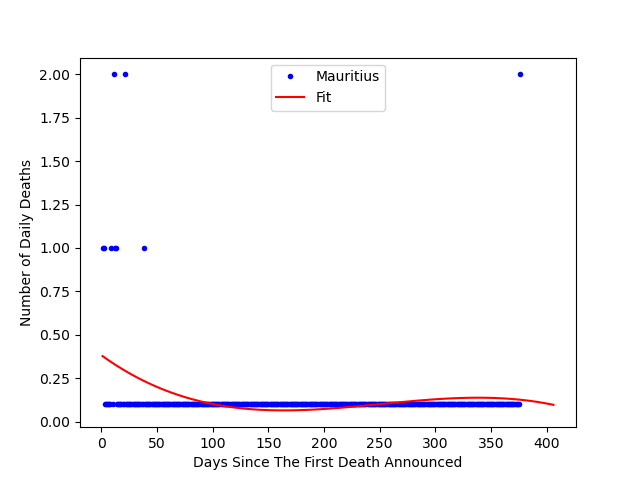 2.00
1.75
1.50
1.25
1.00
0.75
0.50
0.25
0.00
Number of Daily Deaths
Mauritius
Fit
0 50 100 150 200 250 300 350 400
Days Since The First Death Announced